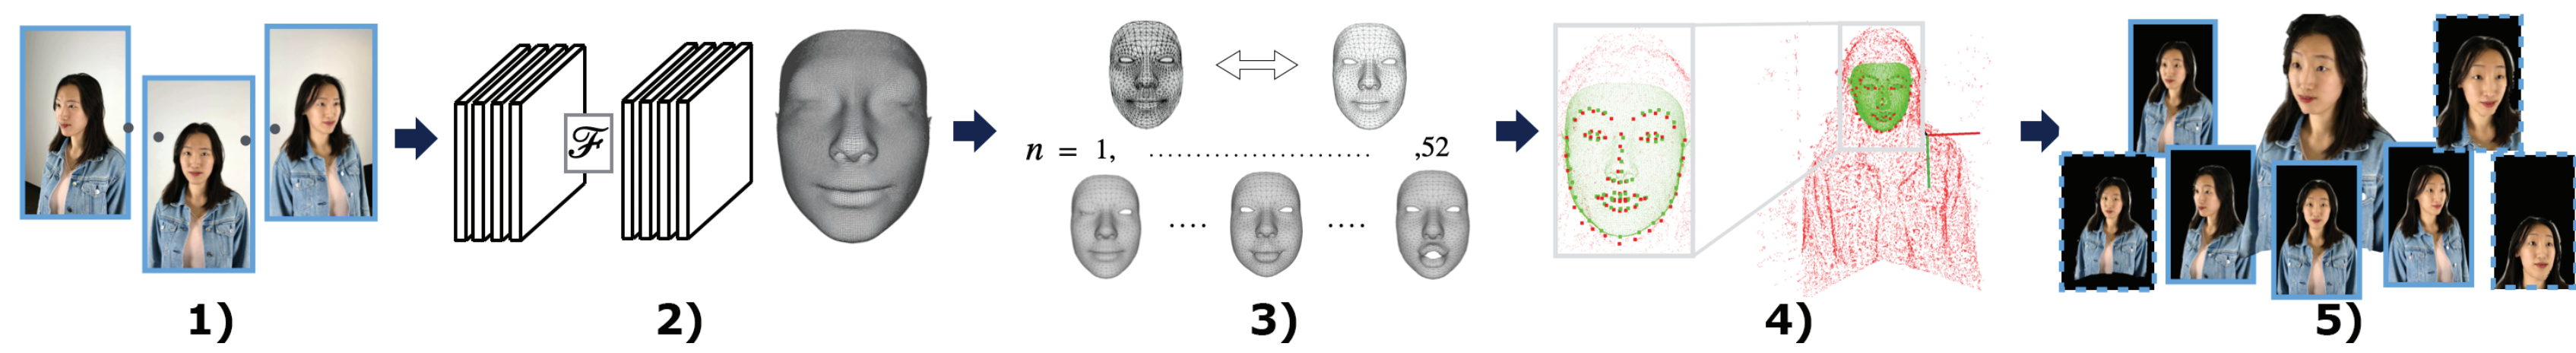 ℱ
n = 1, ............................ ,52
.... ....
1) 2) 3) 4) 5)